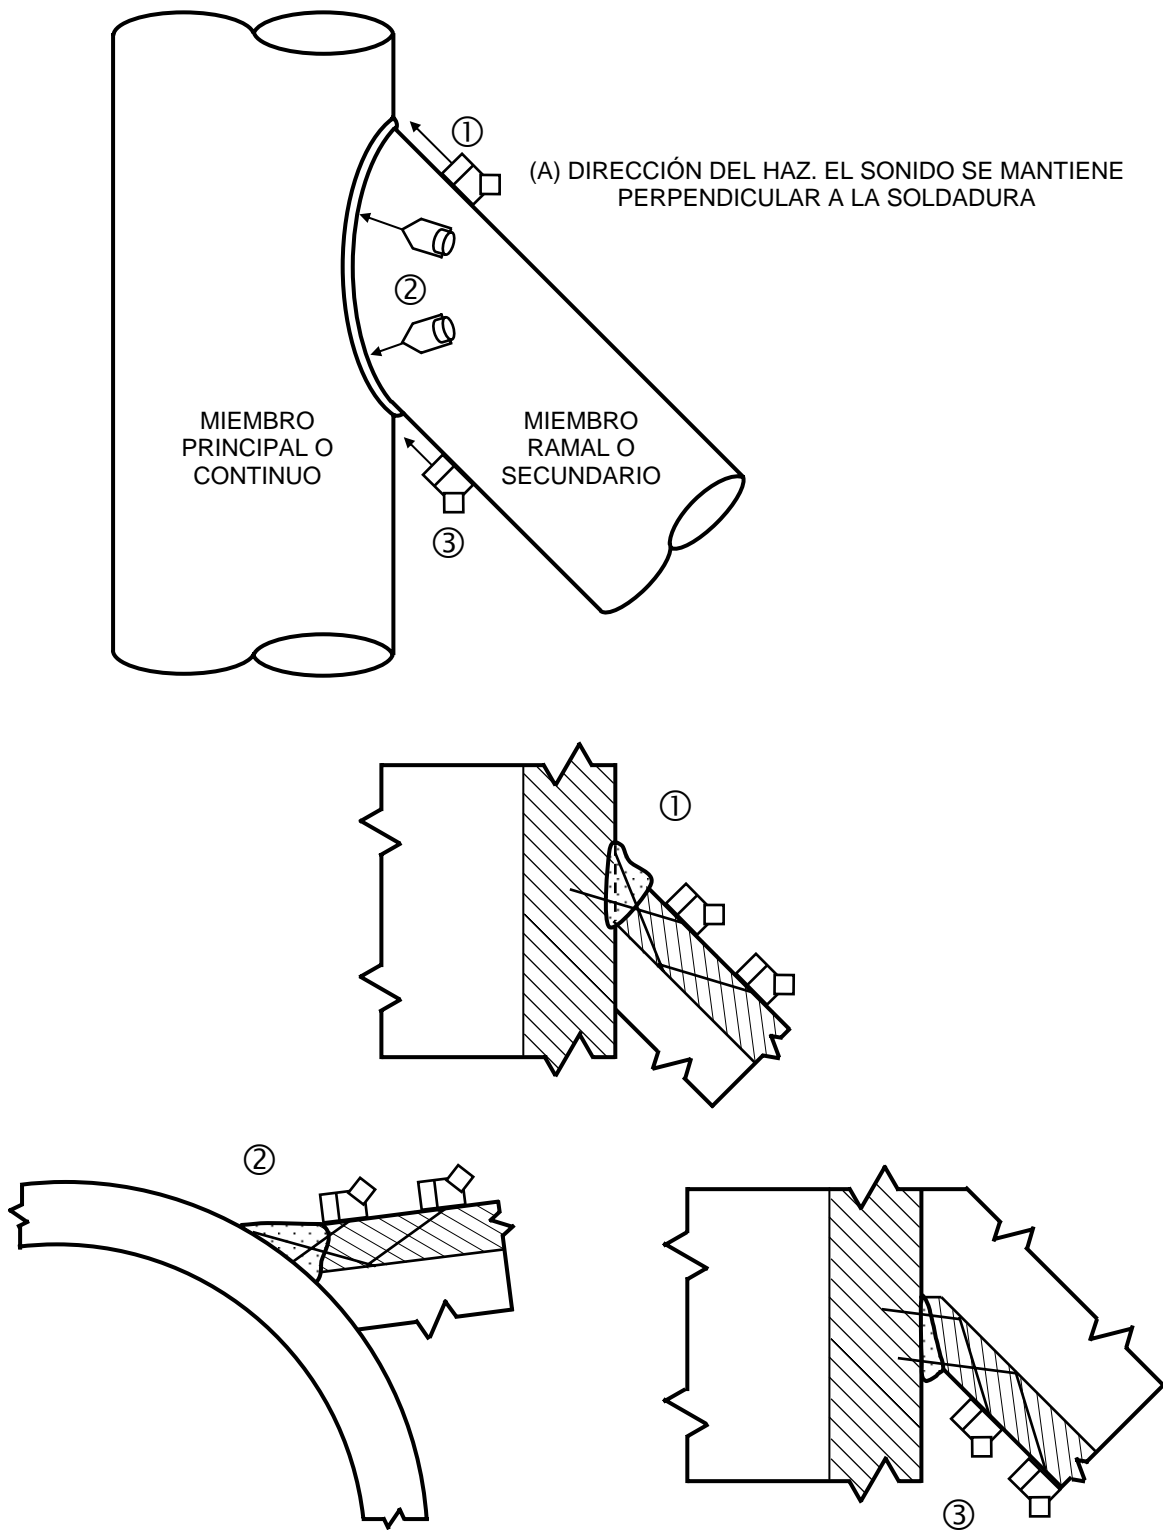 ①
(A) DIRECCIÓN DEL HAZ. EL SONIDO SE MANTIENE
PERPENDICULAR A LA SOLDADURA
②
MIEMBRO
PRINCIPAL O
CONTINUO
MIEMBRO
RAMAL O
SECUNDARIO
③
①
②
③